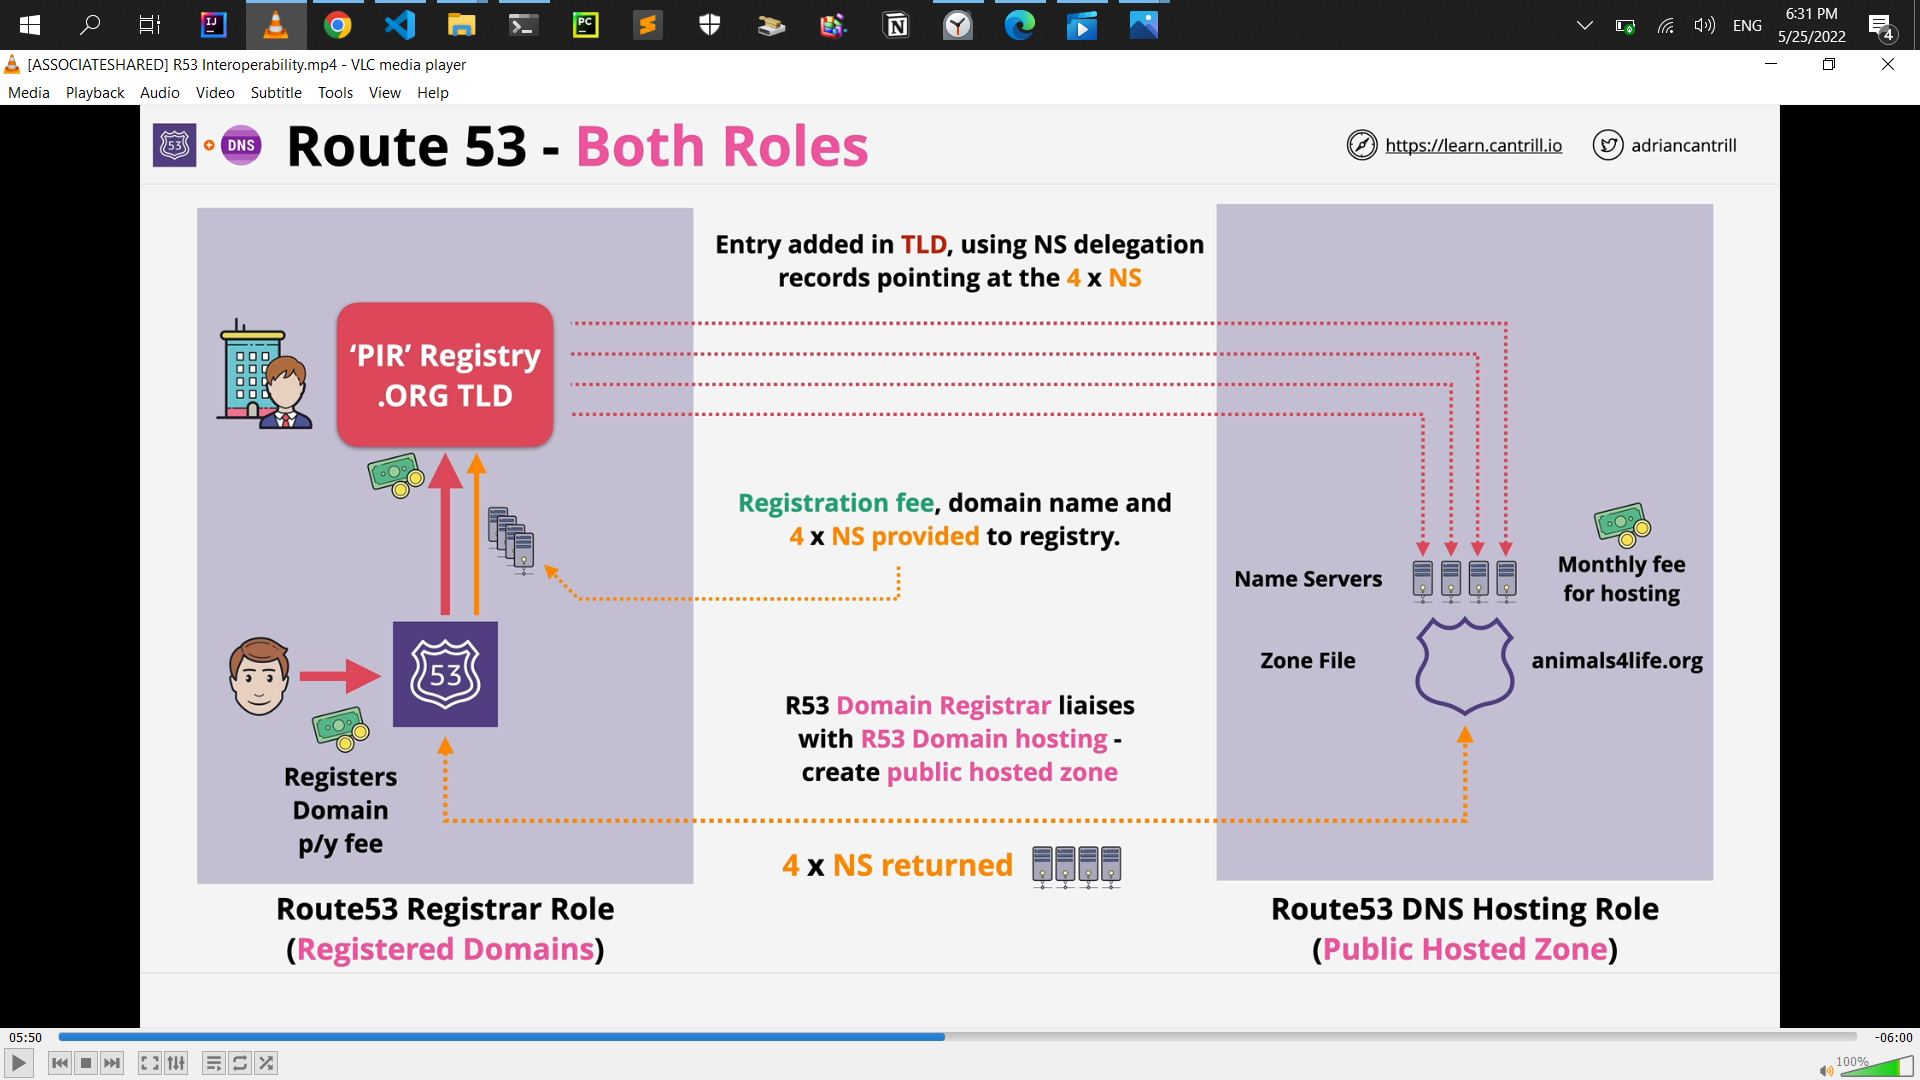 IJ
PC
N
ENG
6:31 PM
5/25/2022
4
[ASSOCIATESHARED] R53 Interoperability.mp4 - VLC media player
Media Playback Audio Video Subtitle Tools View Help
53 + DNS Route 53 - Both Roles
https://learn.cantrill.io adriancantrill
Entry added in TLD, using NS delegation
records pointing at the 4 x NS
‘PIR’ Registry
.ORG TLD
Registration fee, domain name and
4 x NS provided to registry.
Name Servers
Monthly fee
for hosting
Zone File
animals4life.org
53
R53 Domain Registrar liaises
with R53 Domain hosting -
create public hosted zone
Registers
Domain
p/y fee
4 x NS returned
Route53 Registrar Role
(Registered Domains)
Route53 DNS Hosting Role
(Public Hosted Zone)
05:50
-06:00
100%